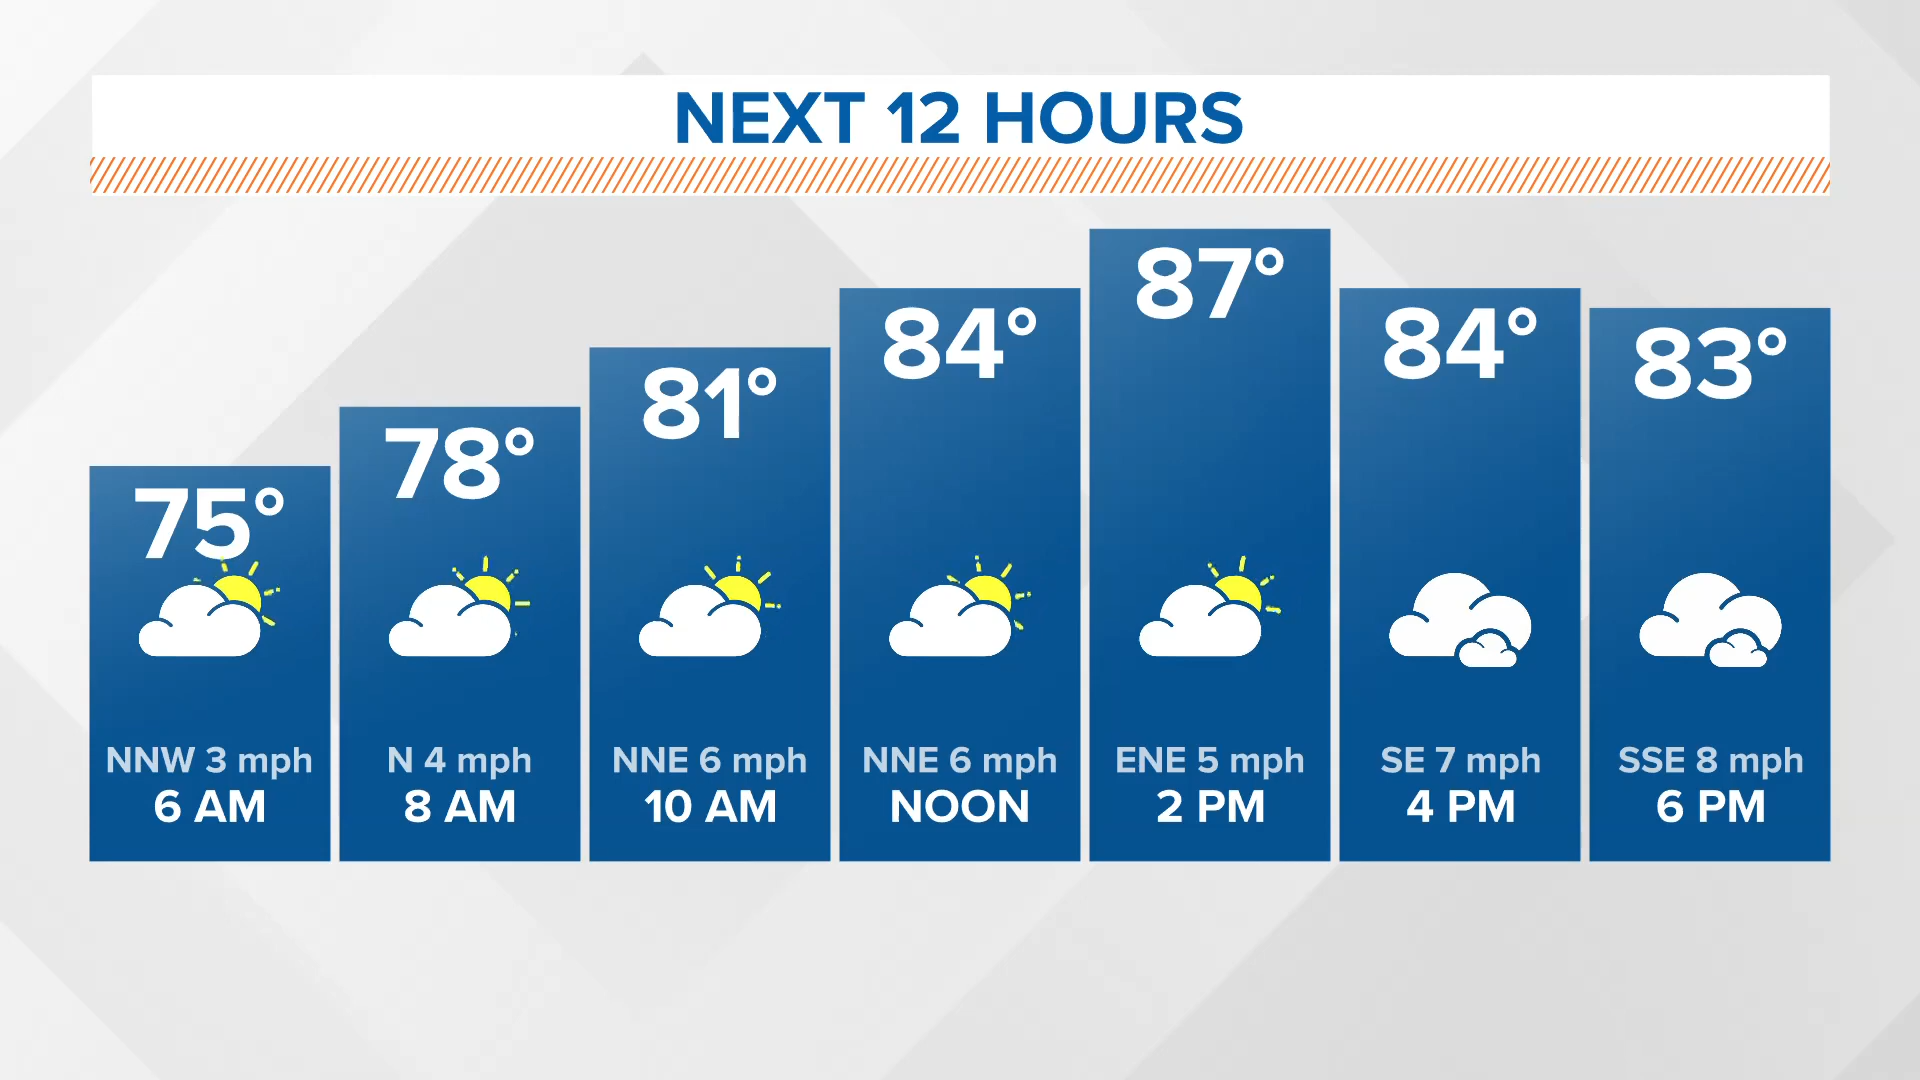 NEXT 12 HOURS
75°
NNW 3 mph
6 AM
78°
N 4 mph
8 AM
81°
NNE 6 mph
10 AM
84°
NNE 6 mph
NOON
87°
ENE 5 mph
2 PM
84°
SE 7 mph
4 PM
83°
SSE 8 mph
6 PM